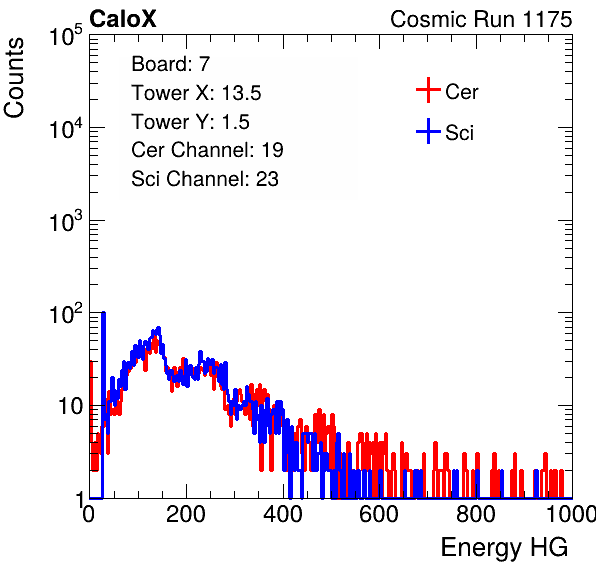 CaloX Cosmic Run 1175
Counts
10^5
10^4
10^3
10^2
10
1
Board: 7
Tower X: 13.5
Tower Y: 1.5
Cer Channel: 19
Sci Channel: 23
Cer
Sci
0 200 400 600 800 1000
Energy HG